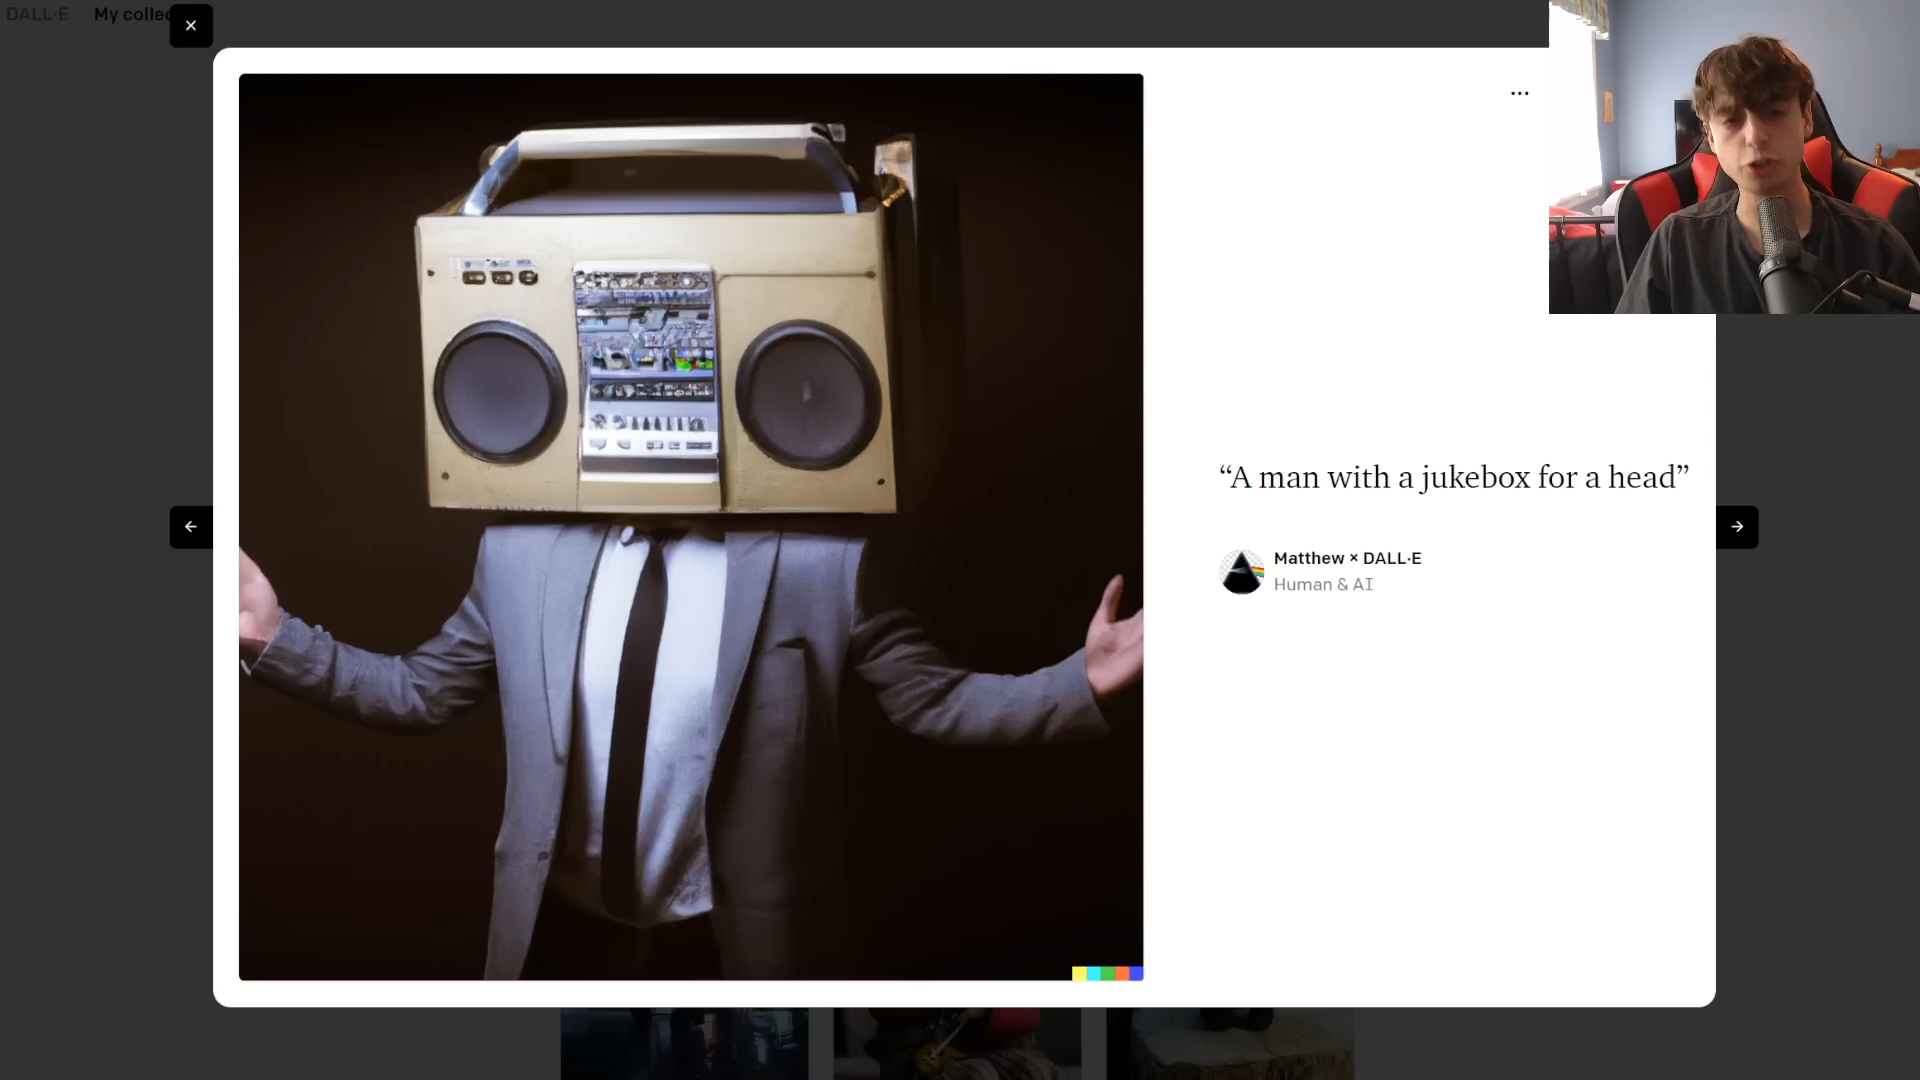 DALL·E My collec
“A man with a jukebox for a head”
Matthew × DALL·E
Human & AI